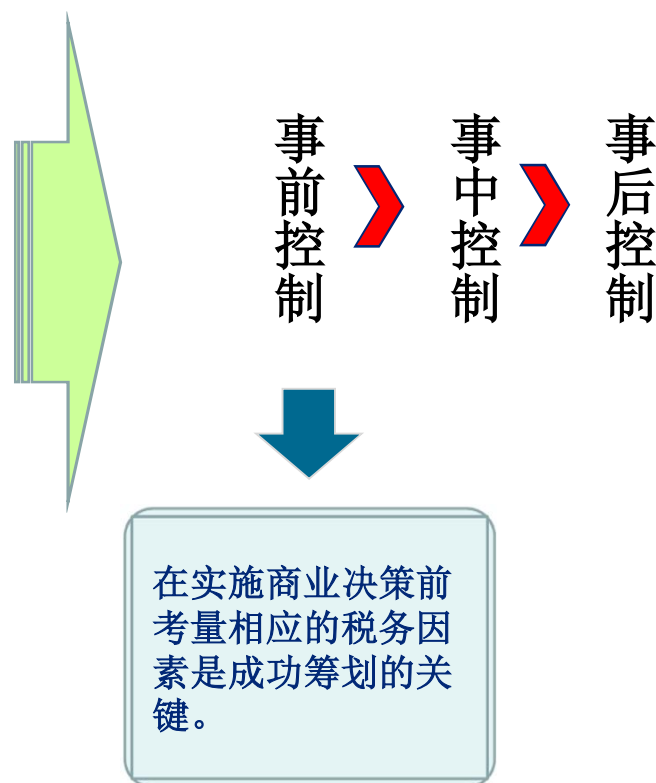 事前控制
事中控制
事后控制
在实施商业决策前
考量相应的税务因
素是成功筹划的关
键。